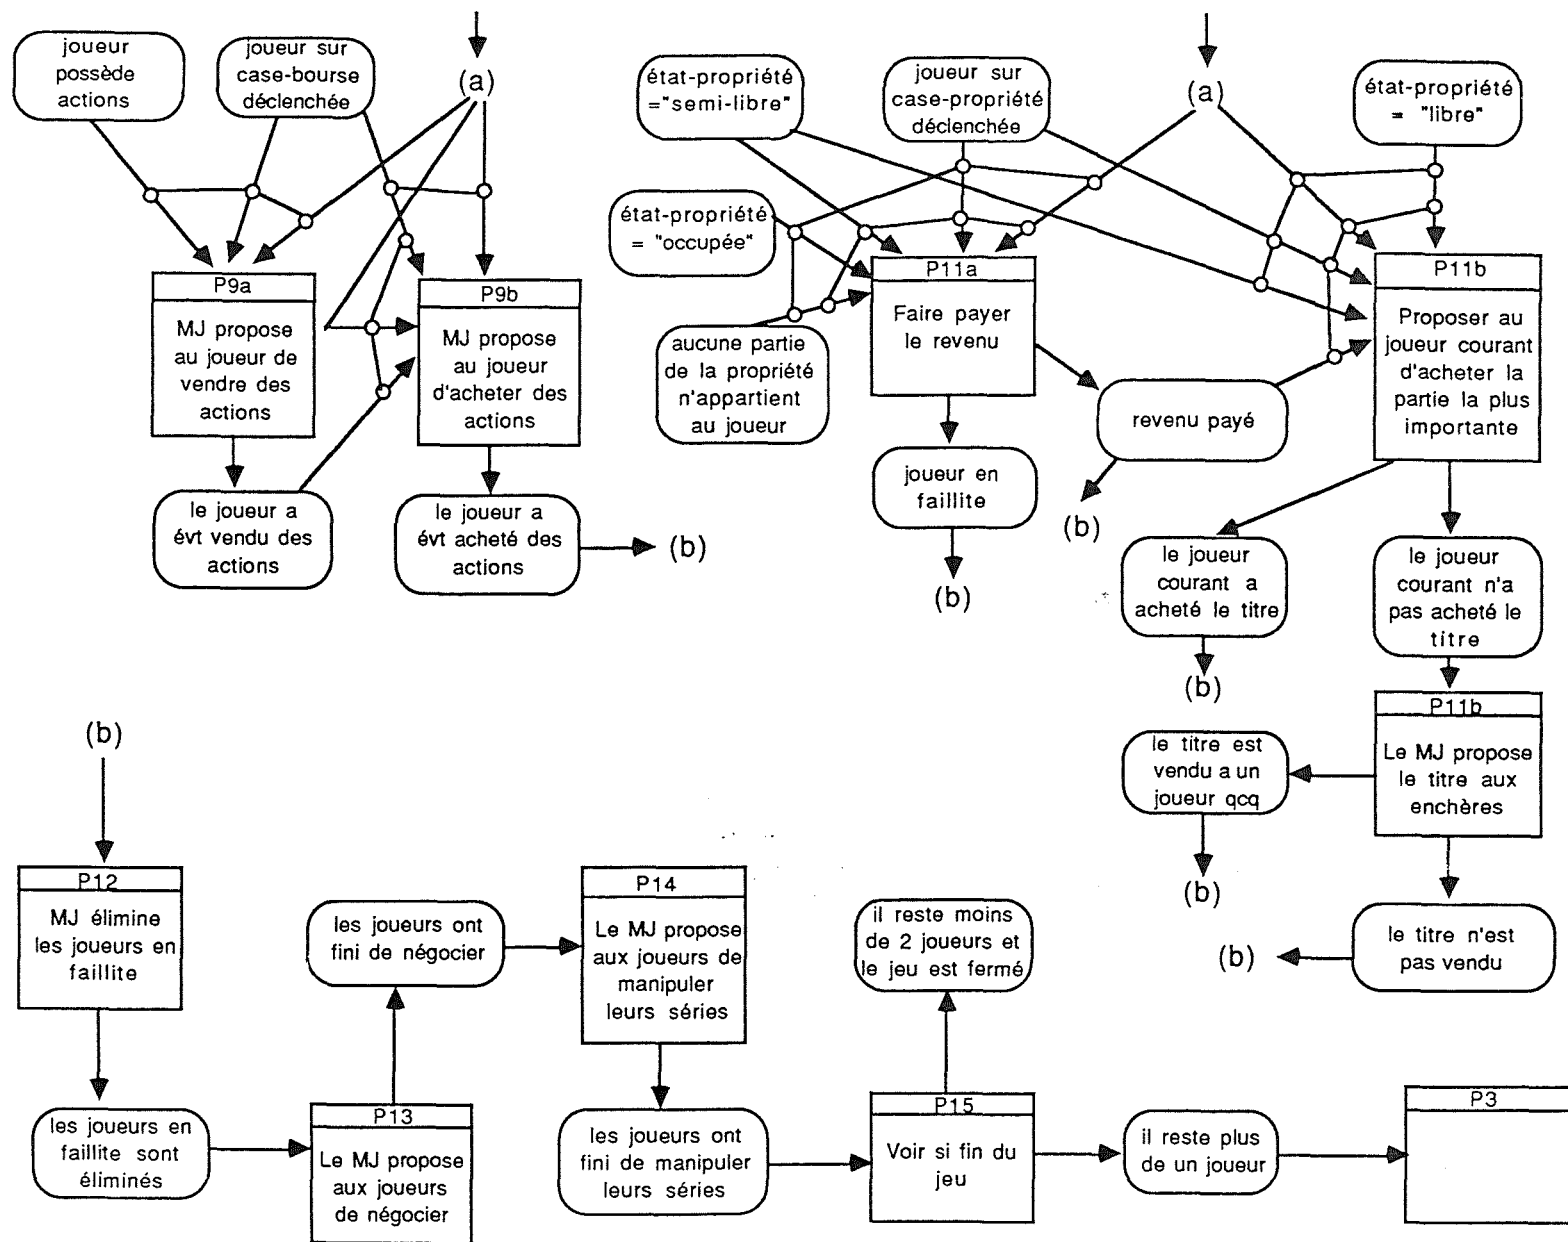 joueur
possède
actions
joueur sur
case-bourse
déclenchée
(a)
état-propriété
="semi-libre"
joueur sur
case-propriété
déclenchée
(a)
état-propriété
= "libre"
état-propriété
= "occupée"
P9a
MJ propose
au joueur de
vendre des
actions
P9b
MJ propose
au joueur
d'acheter des
actions
P11a
Faire payer
le revenu
P11b
Proposer au
joueur courant
d'acheter la
partie la plus
importante
aucune partie
de la propriété
n'appartient
au joueur
revenu payé
(b)
le joueur a
évt vendu des
actions
le joueur a
évt acheté des
actions
(b)
joueur en
faillite
(b)
le joueur
courant a
acheté le titre
(b)
le joueur
courant n'a
pas acheté le
titre
P11b
Le MJ propose
le titre aux
enchères
le titre est
vendu a un
joueur qcq
(b)
le titre n'est
pas vendu
(b)
(b)
P12
MJ élimine
les joueurs en
faillite
les joueurs en
faillite sont
éliminés
P13
Le MJ propose
aux joueurs
de négocier
les joueurs ont
fini de négocier
P14
Le MJ propose
aux joueurs de
manipuler
leurs séries
les joueurs ont
fini de manipuler
leurs séries
P15
Voir si fin du
jeu
il reste moins
de 2 joueurs et
le jeu est fermé
il reste plus
de un joueur
P3